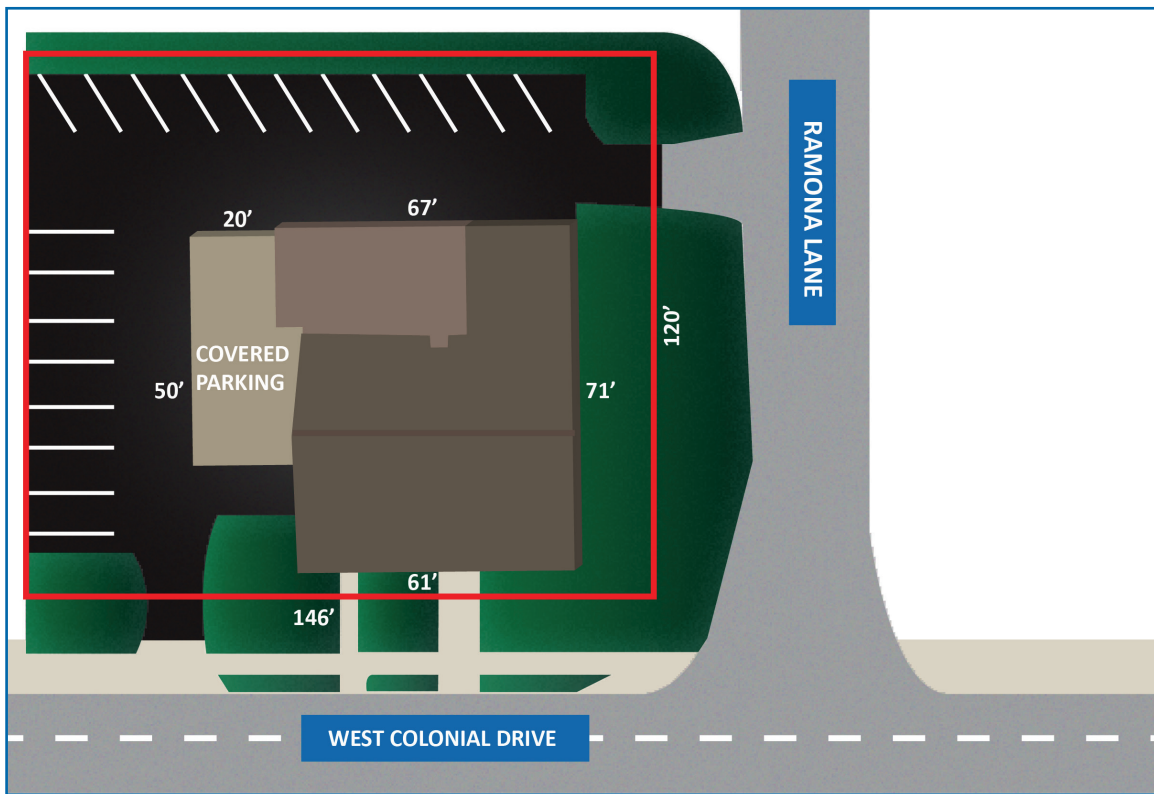 20’
67’
RAMONA LANE
120’
COVERED
PARKING
50’
71’
61’
146’
WEST COLONIAL DRIVE